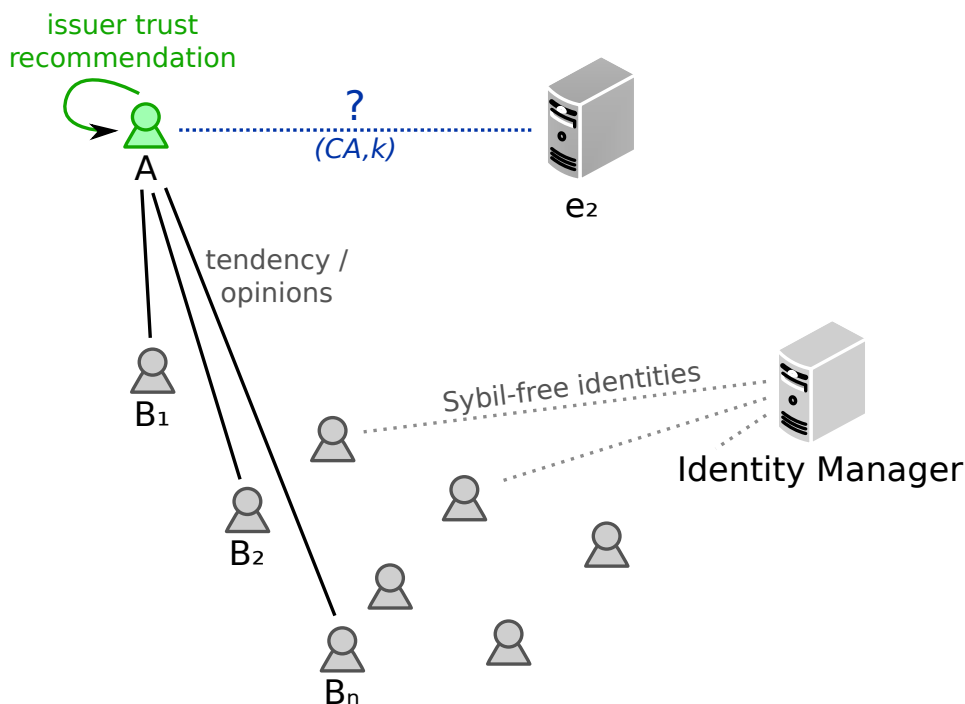 issuer trust
recommendation
?
(CA,k)
A
e₂
tendency /
opinions
B₁
Sybil-free identities
Identity Manager
B₂
Bₙ